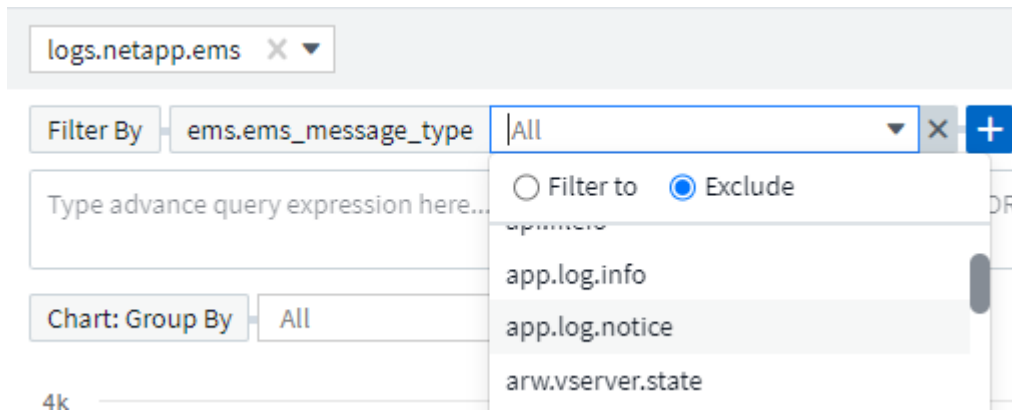 logs.netapp.ems
Filter By ems.ems_message_type All
Filter to Exclude
Type advance query expression here...
app.log.info
Chart: Group By All
app.log.notice
arw.vserver.state
4k